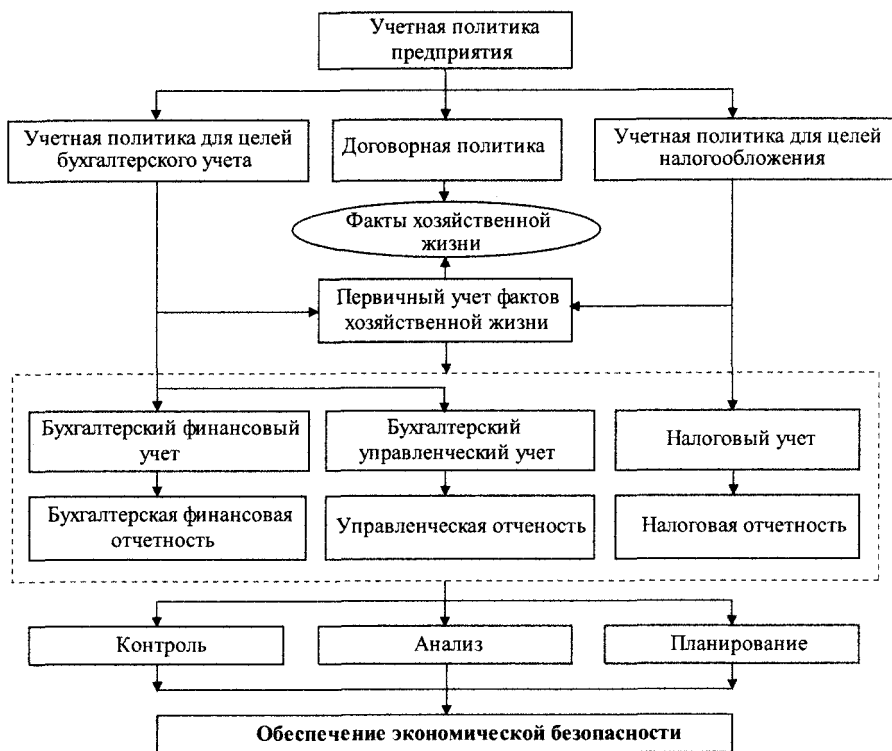 Учетная политика
предприятия
Учетная политика для целей
бухгалтерского учета
Договорная политика
Учетная политика для целей
налогообложения
Факты хозяйственной
жизни
Первичный учет фактов
хозяйственной жизни
Бухгалтерский финансовый
учет
Бухгалтерский
управленческий учет
Налоговый учет
Бухгалтерская финансовая
отчетность
Управленческая отченость
Налоговая отчетность
Контроль
Анализ
Планирование
Обеспечение экономической безопасности